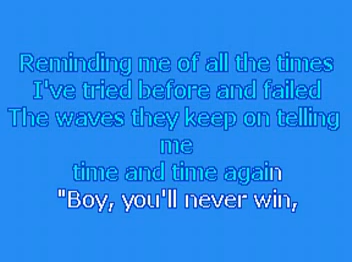 Reminding me of all the times
I've tried before and failed
The waves they keep on telling
me
time and time again
"Boy, you'll never win,